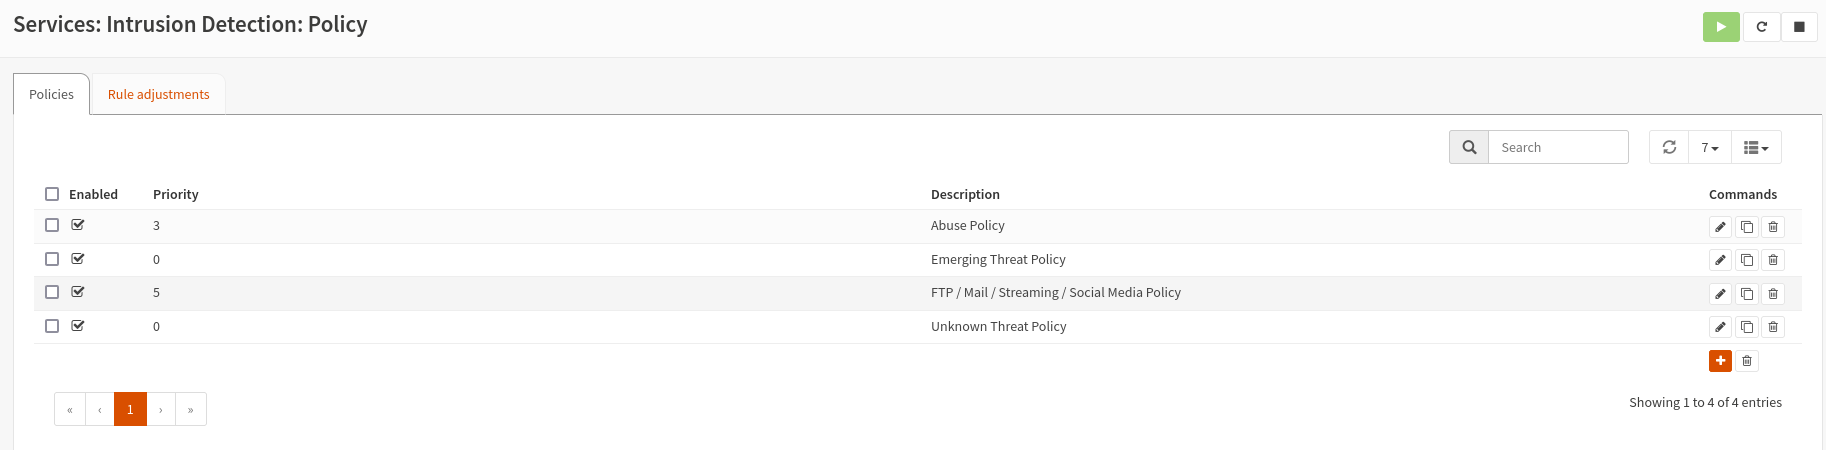 Services: Intrusion Detection: Policy
Policies
Rule adjustments
Search
7
Enabled Priority Description Commands
3 Abuse Policy
0 Emerging Threat Policy
5 FTP / Mail / Streaming / Social Media Policy
0 Unknown Threat Policy
« ‹ 1 › »
Showing 1 to 4 of 4 entries